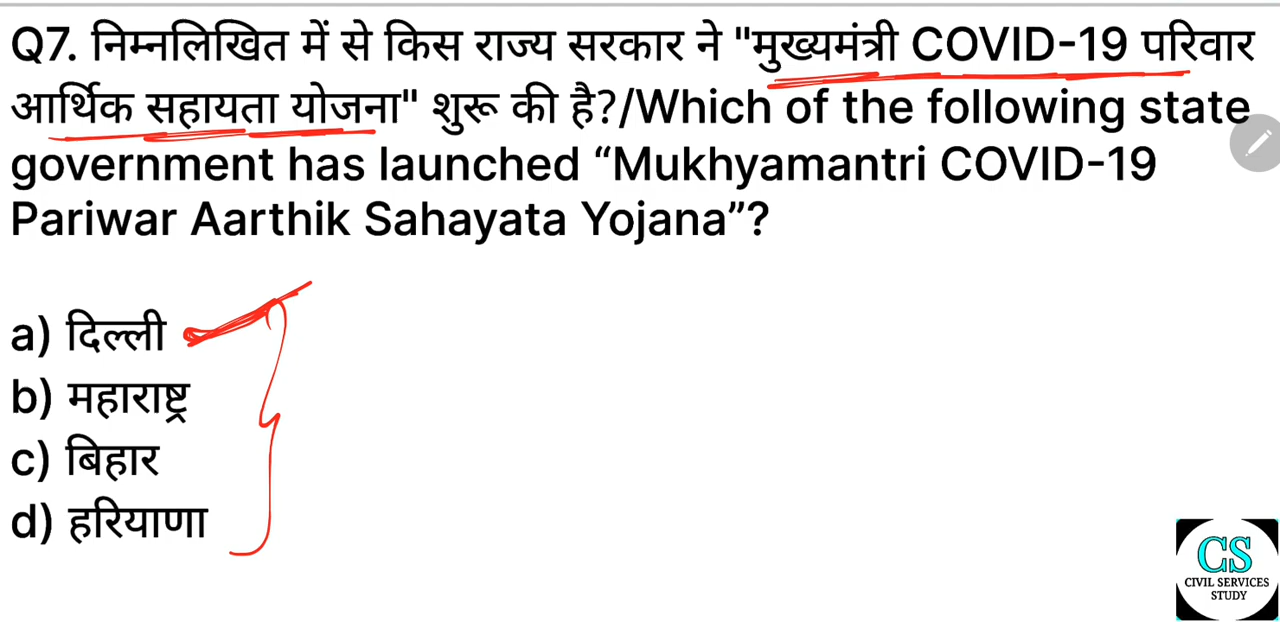 Q7. निम्नलिखित में से किस राज्य सरकार ने "मुख्यमंत्री COVID-19 परिवार
आर्थिक सहायता योजना" शुरू की है?/Which of the following state
government has launched “Mukhyamantri COVID-19
Pariwar Aarthik Sahayata Yojana”?
a) दिल्ली
b) महाराष्ट्र
c) बिहार
d) हरियाणा
CS
CIVIL SERVICES
STUDY